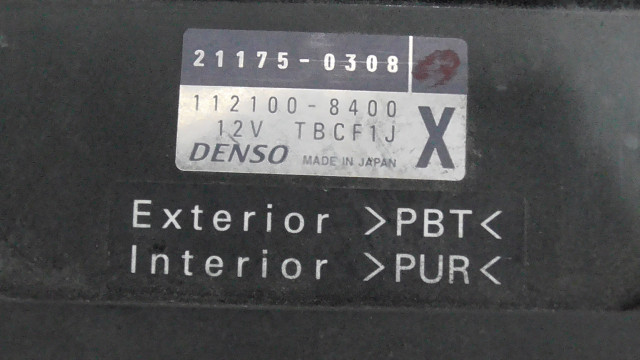 21175-0308
112100-8400
12V TBCF1J
X
DENSO MADE IN JAPAN
Exterior >PBT<
Interior >PUR<